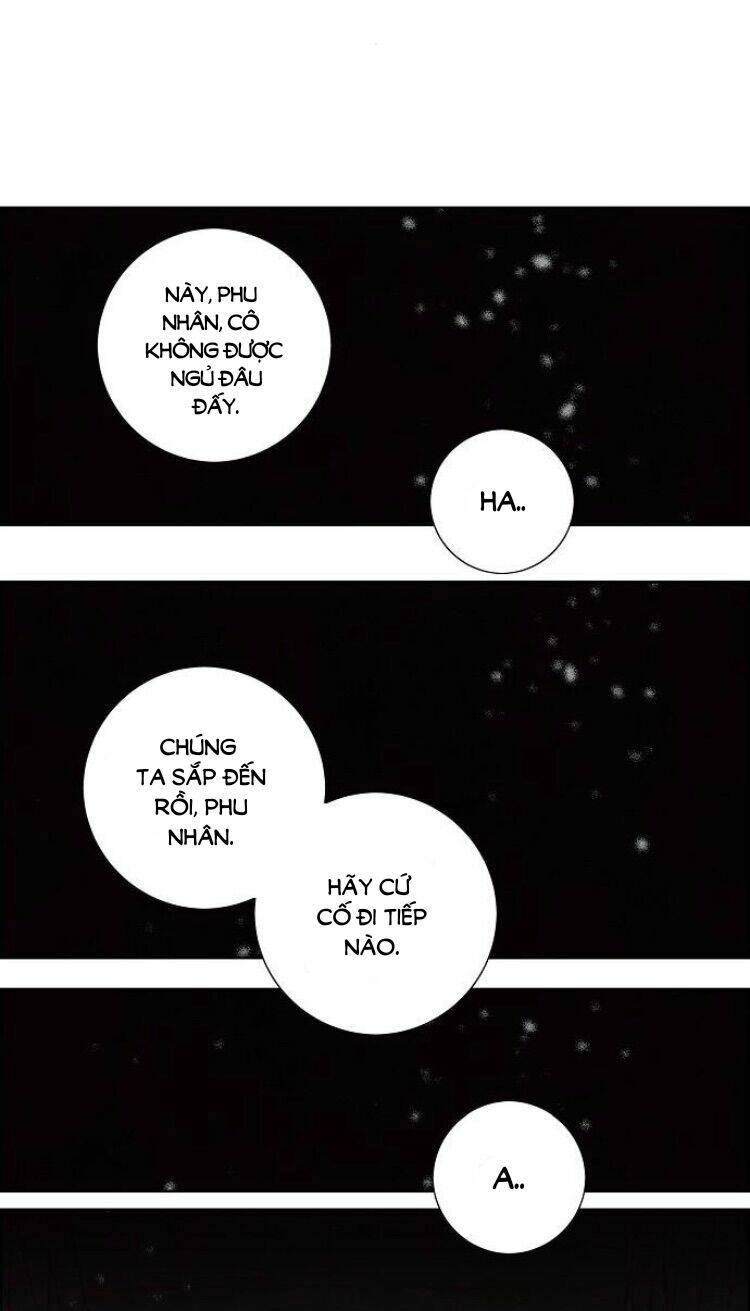 NÀY, PHU
NHÂN, CÔ
KHÔNG ĐƯỢC
NGỦ ĐÂU
ĐẤY.
HA..
CHÚNG
TA SẮP ĐẾN
RỒI, PHU
NHÂN.
HÃY CỨ
CỐ ĐI TIẾP
NÀO.
A..